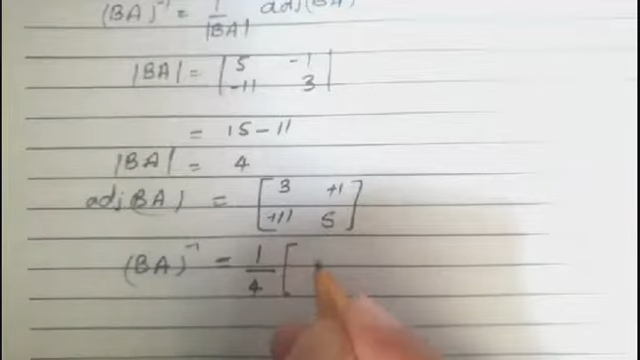 (BA)⁻¹ = 1/|BA| adj(BA)
|BA| = | 5 -1 |
| -11 3 |
= 15 - 11
|BA| = 4
adj(BA) = [ 3 +1 ]
[ +11 5 ]
(BA)⁻¹ = 1/4 [